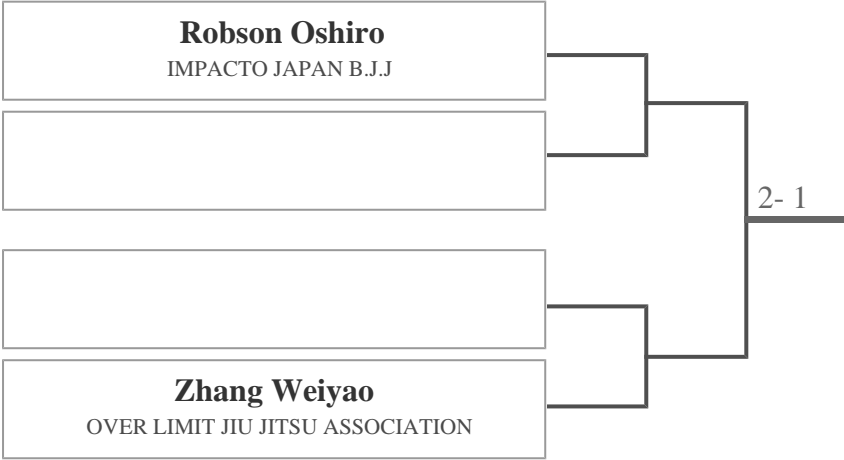 Robson Oshiro
IMPACTO JAPAN B.J.J
2- 1
Zhang Weiyao
OVER LIMIT JIU JITSU ASSOCIATION